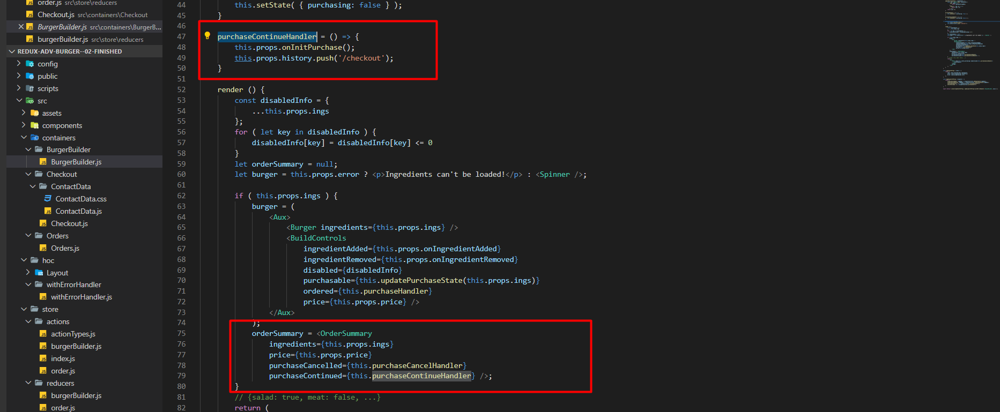 order.js src\store\reducers
Checkout.js src\containers\Checkout
BurgerBuilder.js src\containers\BurgerB...
burgerBuilder.js src\store\reducers
REDUX-ADV-BURGER--02-FINISHED
config
public
scripts
src
assets
components
containers
BurgerBuilder
BurgerBuilder.js
Checkout
ContactData
ContactData.css
ContactData.js
Checkout.js
Orders
Orders.js
hoc
Layout
withErrorHandler
withErrorHandler.js
store
actions
actionTypes.js
burgerBuilder.js
index.js
order.js
reducers
burgerBuilder.js
order.js
44 this.setState( { purchasing: false } );
45 }
46
47 purchaseContinueHandler = () => {
48 this.props.onInitPurchase();
49 this.props.history.push('/checkout');
50 }
51
52 render () {
53 const disabledInfo = {
54 ...this.props.ings
55 };
56 for ( let key in disabledInfo ) {
57 disabledInfo[key] = disabledInfo[key] <= 0
58 }
59 let orderSummary = null;
60 let burger = this.props.error ? <p>Ingredients can't be loaded!</p> : <Spinner />;
61
62 if ( this.props.ings ) {
63 burger = (
64 <Aux>
65 <Burger ingredients={this.props.ings} />
66 <BuildControls
67 ingredientAdded={this.props.onIngredientAdded}
68 ingredientRemoved={this.props.onIngredientRemoved}
69 disabled={disabledInfo}
70 purchasable={this.updatePurchaseState(this.props.ings)}
71 ordered={this.purchaseHandler}
72 price={this.props.price} />
73 </Aux>
74 );
75 orderSummary = <OrderSummary
76 ingredients={this.props.ings}
77 price={this.props.price}
78 purchaseCancelled={this.purchaseCancelHandler}
79 purchaseContinued={this.purchaseContinueHandler} />;
80 }
81 // {salad: true, meat: false, ...}
82 return (